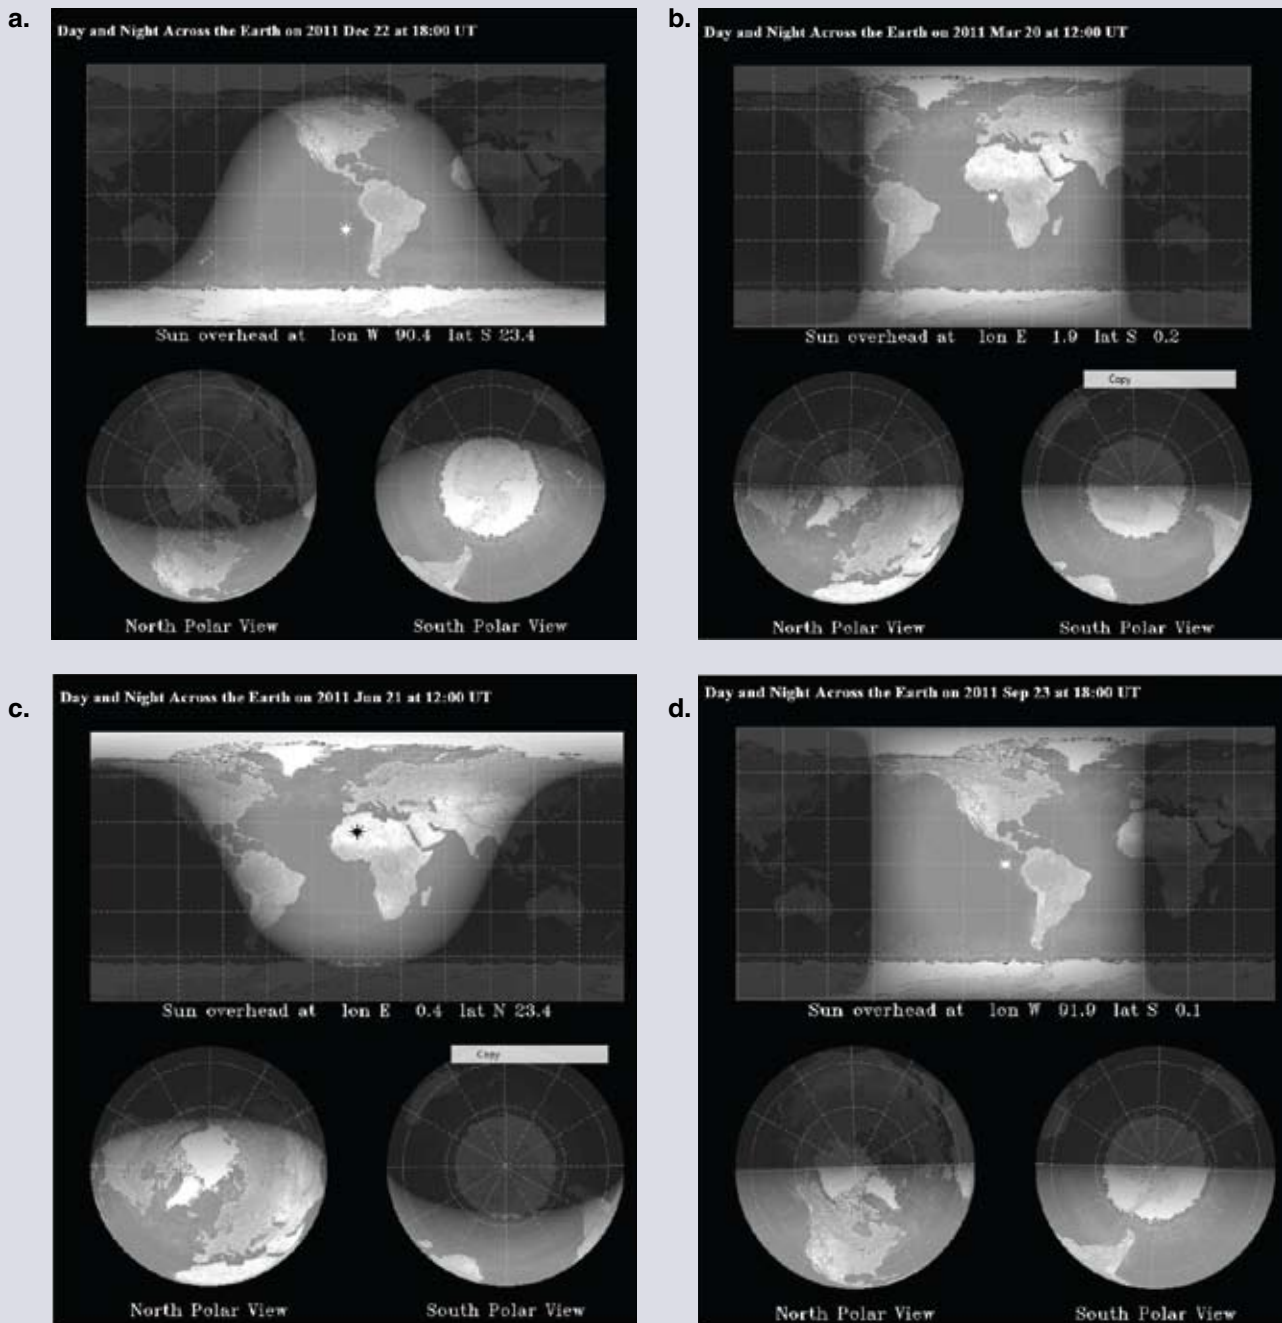 a.
Day and Night Across the Earth on 2011 Dec 22 at 18:00 UT
Sun overhead at lon W 90.4 lat S 23.4
North Polar View South Polar View
b.
Day and Night Across the Earth on 2011 Mar 20 at 12:00 UT
Sun overhead at lon E 1.9 lat S 0.2
Copy
North Polar View South Polar View
c.
Day and Night Across the Earth on 2011 Jun 21 at 12:00 UT
Sun overhead at lon E 0.4 lat N 23.4
Copy
North Polar View South Polar View
d.
Day and Night Across the Earth on 2011 Sep 23 at 18:00 UT
Sun overhead at lon W 91.9 lat S 0.1
North Polar View South Polar View